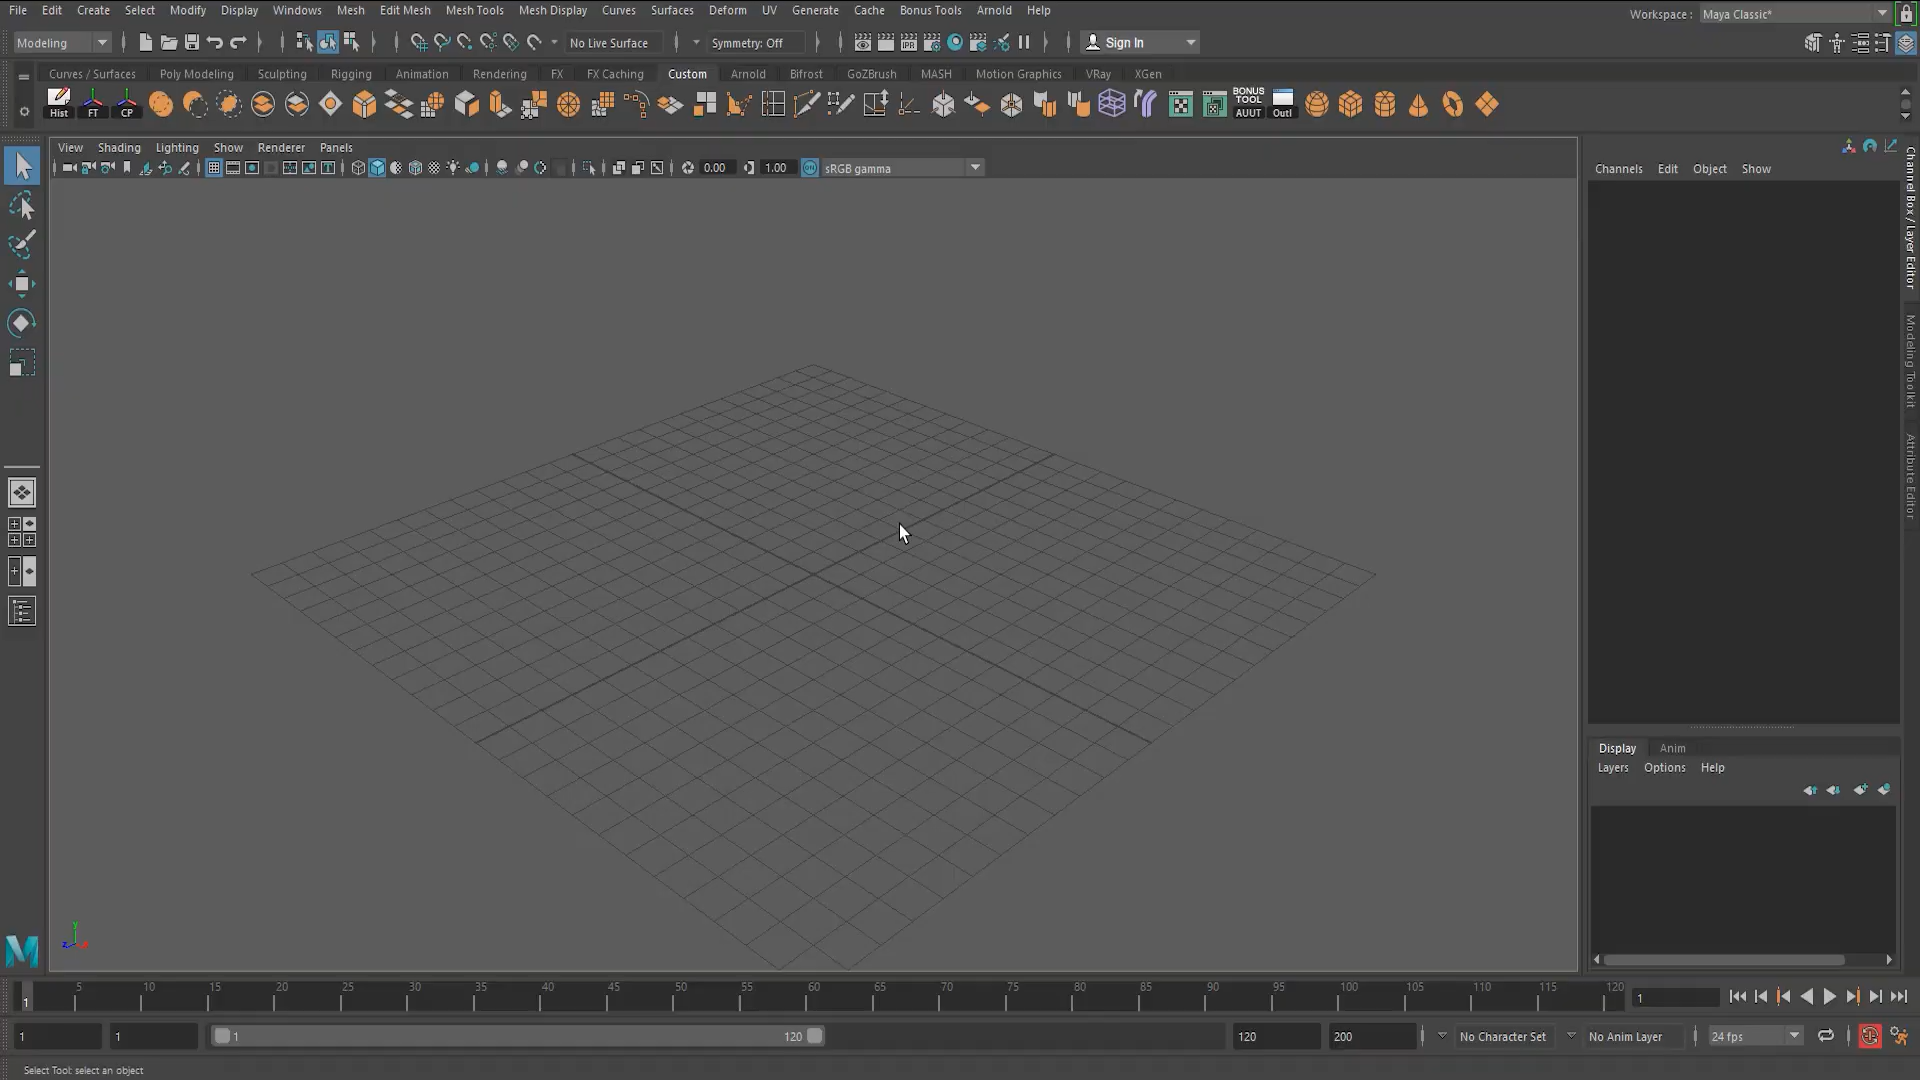 File Edit Create Select Modify Display Windows Mesh Edit Mesh Mesh Tools Mesh Display Curves Surfaces Deform UV Generate Cache Bonus Tools Arnold Help
Workspace : Maya Classic*
Modeling
No Live Surface
Symmetry: Off
IPR
Sign In
Curves / Surfaces Poly Modeling Sculpting Rigging Animation Rendering FX FX Caching Custom Arnold Bifrost GoZBrush MASH Motion Graphics VRay XGen
Hist FT CP
BONUS TOOL AUUT Outl
View Shading Lighting Show Renderer Panels
0.00 1.00 sRGB gamma
Channels Edit Object Show
Channel Box / Layer Editor
Modeling Toolkit
Attribute Editor
Display Anim
Layers Options Help
y
z x
M
1 5 10 15 20 25 30 35 40 45 50 55 60 65 70 75 80 85 90 95 100 105 110 115 120
1
1 1 1 120 120 200 No Character Set No Anim Layer 24 fps
Select Tool: select an object